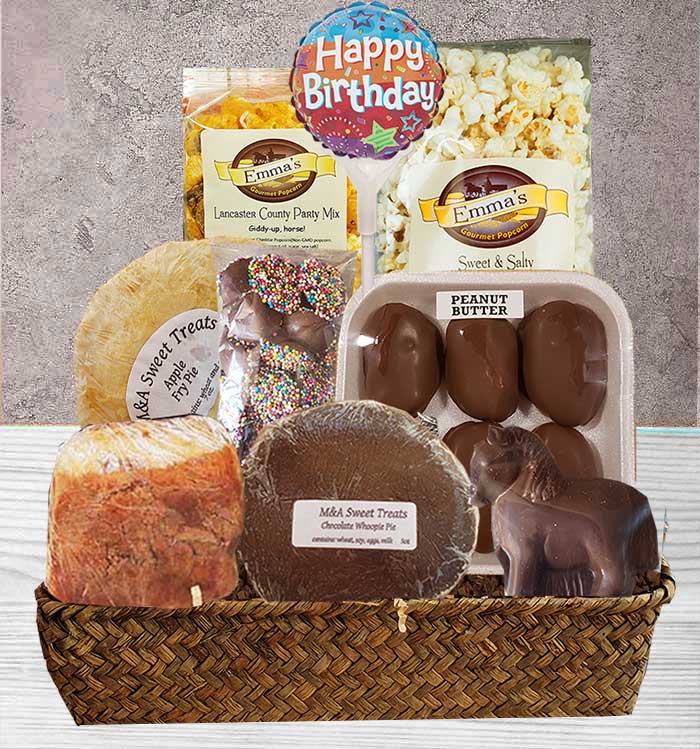 Happy
Birthday
Emma's
Gourmet Popcorn
Lancaster County Party Mix
Giddy-up, horse!
Emma's
Gourmet Popcorn
Sweet & Salty
PEANUT
BUTTER
M&A Sweet Treats
Apple
Fry Pie
M&A Sweet Treats
Chocolate Whoopie Pie
contains: wheat, soy, eggs, milk 5oz